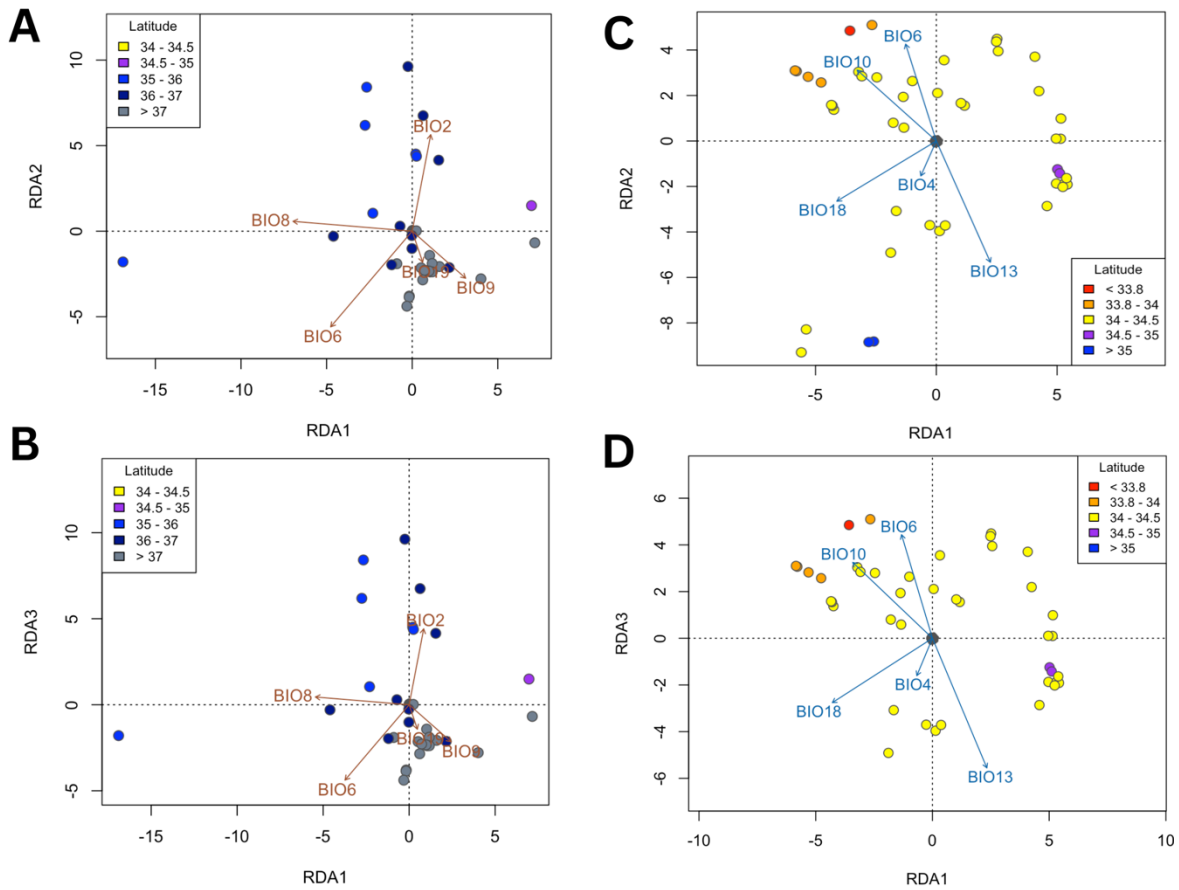 A
Latitude
34 - 34.5
34.5 - 35
35 - 36
36 - 37
> 37
10
5
0
-5
RDA2
BIO2
BIO8
BIO9
BIO6
-15
-10
-5
0
5
RDA1
C
4
2
0
-2
-4
-6
-8
RDA2
BIO6
BIO10
BIO4
BIO18
BIO13
Latitude
< 33.8
33.8 - 34
34 - 34.5
34.5 - 35
> 35
-5
0
5
RDA1
B
Latitude
34 - 34.5
34.5 - 35
35 - 36
36 - 37
> 37
10
5
0
-5
RDA3
BIO2
BIO8
BIO9
BIO6
-15
-10
-5
0
5
RDA1
D
6
4
2
0
-2
-4
-6
RDA3
Latitude
< 33.8
33.8 - 34
34 - 34.5
34.5 - 35
> 35
BIO6
BIO10
BIO4
BIO18
BIO13
-10
-5
0
5
10
RDA1